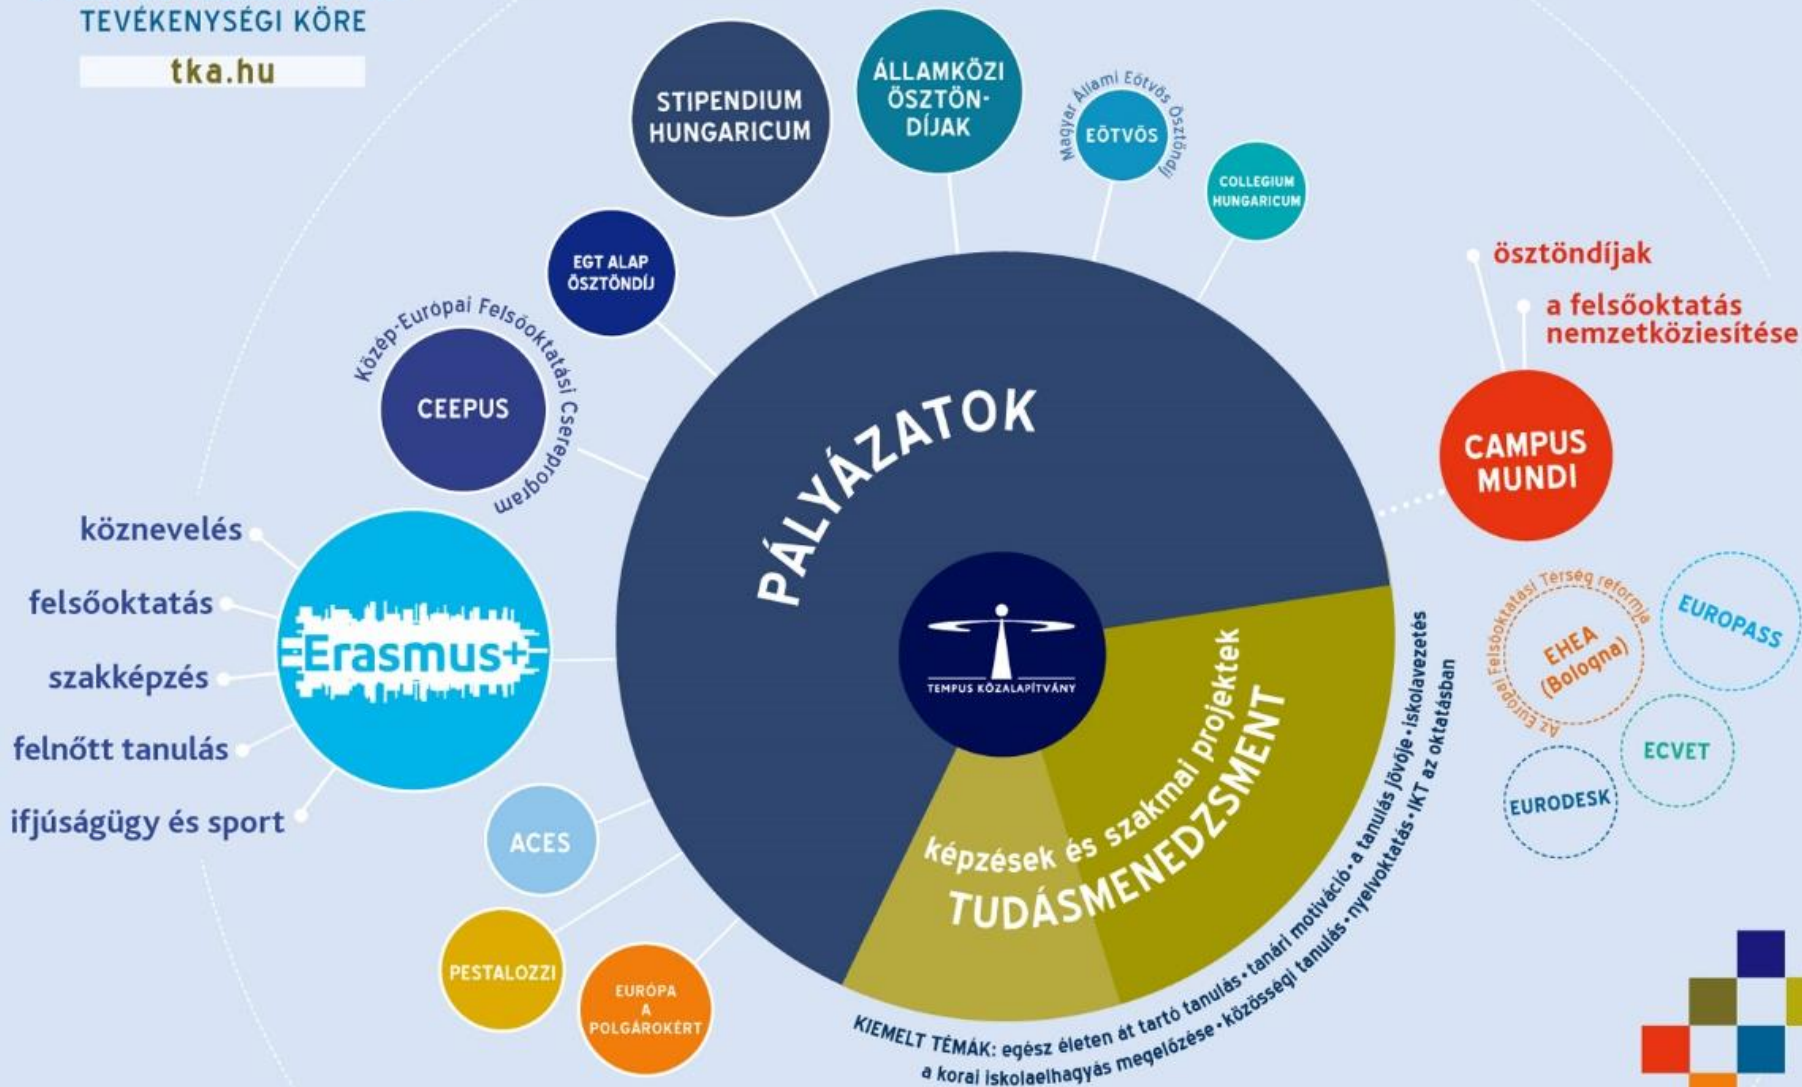 TEVÉKENYSÉGI KÖRE
tka.hu
STIPENDIUM
HUNGARICUM
ÁLLAMKÖZI
ÖSZTÖN-
DÍJAK
Magyar Állami Eötvös Ösztöndíj
EÖTVÖS
COLLEGIUM
HUNGARICUM
EGT ALAP
ÖSZTÖNDÍJ
Közép-Európai Felsőoktatási Csereprogram
CEEPUS
ösztöndíjak
a felsőoktatás
nemzetköziesítése
CAMPUS
MUNDI
PÁLYÁZATOK
köznevelés
felsőoktatás
szakképzés
felnőtt tanulás
ifjúságügy és sport
Erasmus+
TEMPUS KÖZALAPÍTVÁNY
képzések és szakmai projektek
TUDÁSMENEDZSMENT
Az Európai Felsőoktatási Térség reformja
EHEA
(Bologna)
EUROPASS
ECVET
EURODESK
ACES
PESTALOZZI
EURÓPA
A
POLGÁROKÉRT
KIEMELT TÉMÁK: egész életen át tartó tanulás • tanári motiváció • a tanulás jövője • iskolavezetés
a korai iskolaelhagyás megelőzése • közösségi tanulás • nyelvoktatás • IKT az oktatásban